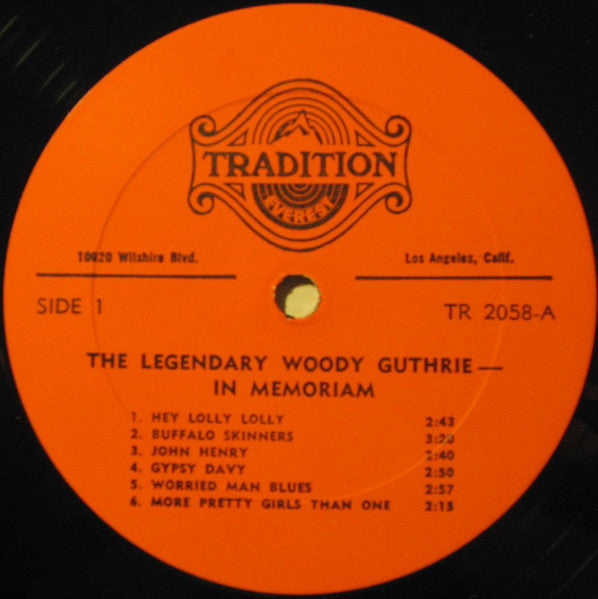 TRADITION
EVEREST
10920 Wilshire Blvd. Los Angeles, Calif.
SIDE 1 TR 2058-A
THE LEGENDARY WOODY GUTHRIE—
IN MEMORIAM
1. HEY LOLLY LOLLY 2:43
2. BUFFALO SKINNERS 3:20
3. JOHN HENRY 2:40
4. GYPSY DAVY 2:50
5. WORRIED MAN BLUES 2:57
6. MORE PRETTY GIRLS THAN ONE 2:15